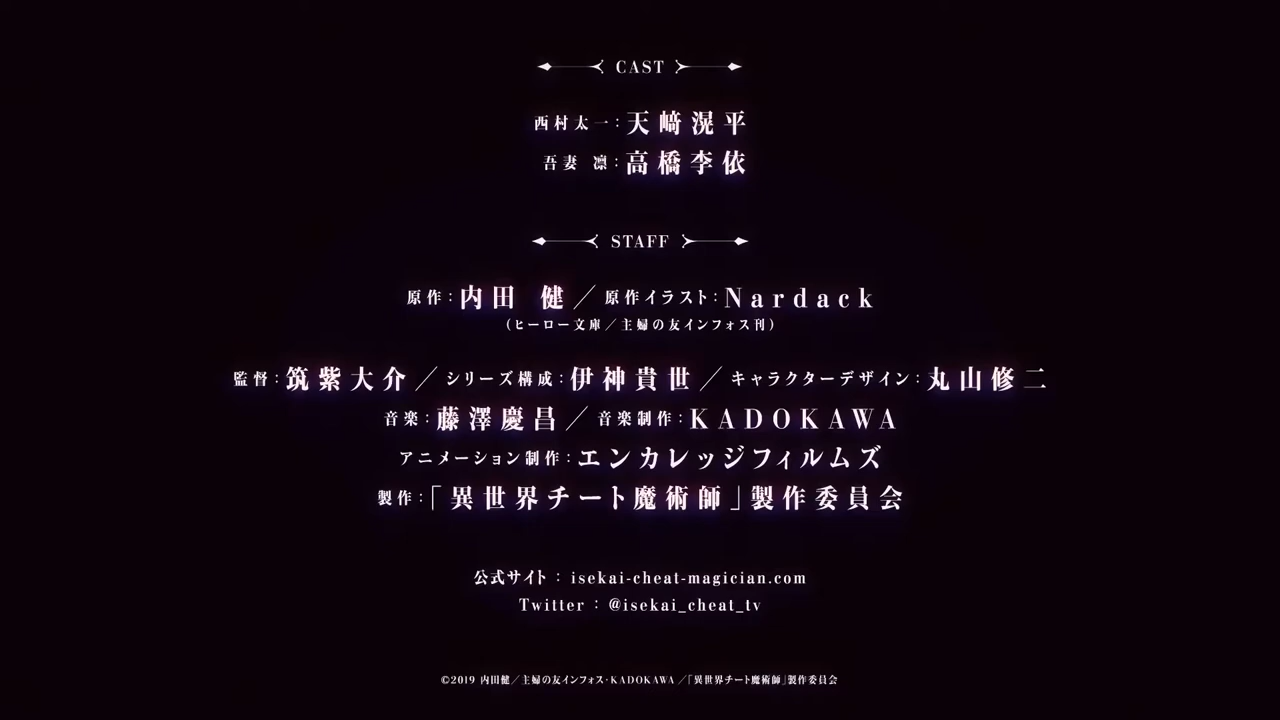 CAST
西村太一:天﨑滉平
吾妻 凛:高橋李依
STAFF
原作:内田 健／原作イラスト:Nardack
(ヒーロー文庫／主婦の友インフォス刊)
監督:筑紫大介／シリーズ構成:伊神貴世／キャラクターデザイン:丸山修二
音楽:藤澤慶昌／音楽制作:KADOKAWA
アニメーション制作:エンカレッジフィルムズ
製作:「異世界チート魔術師」製作委員会
公式サイト : isekai-cheat-magician.com
Twitter : @isekai_cheat_tv
©2019 内田健／主婦の友インフォス・KADOKAWA ／「異世界チート魔術師」製作委員会